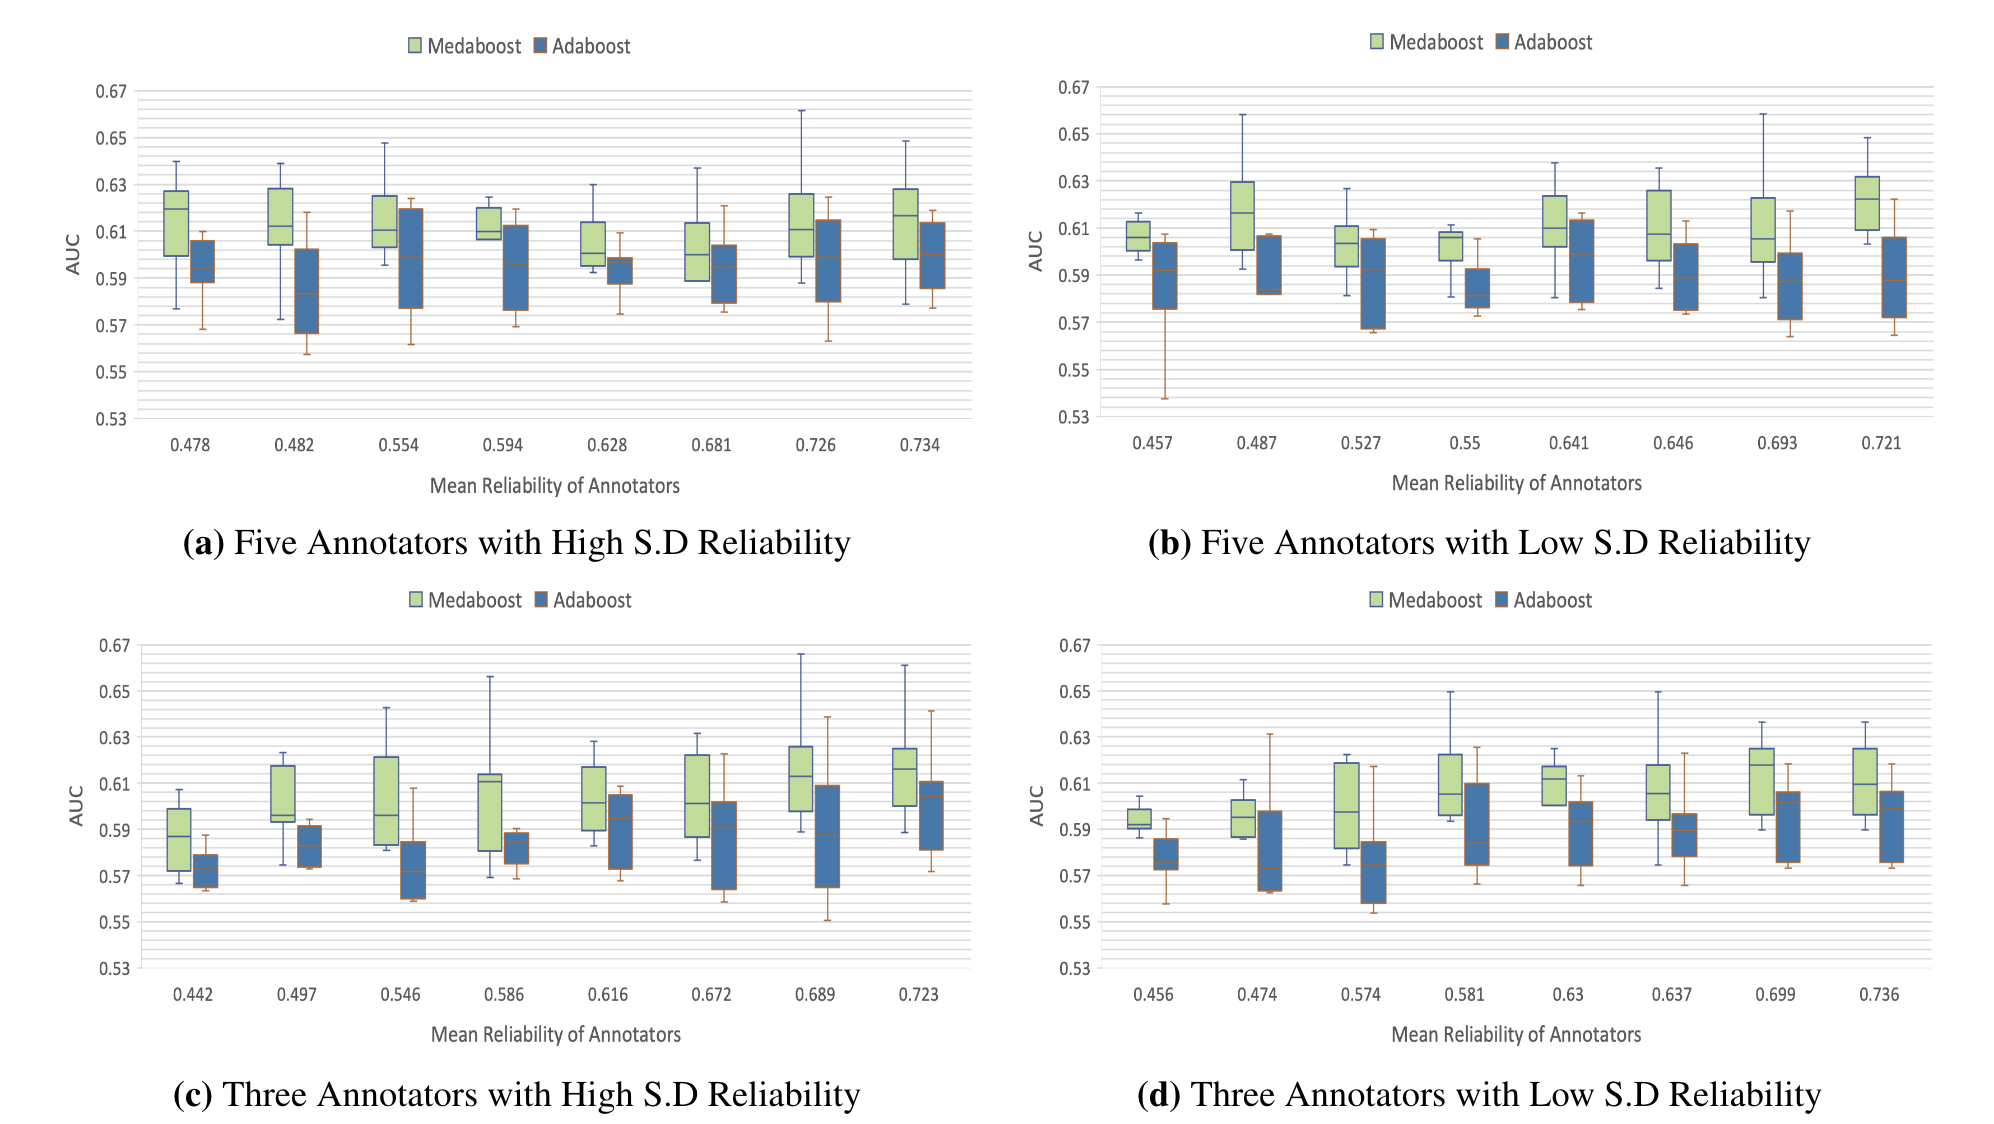 Medaboost Adaboost
0.67
0.65
0.63
0.61
0.59
0.57
0.55
0.53
AUC
0.478 0.482 0.554 0.594 0.628 0.681 0.726 0.734
Mean Reliability of Annotators
(a) Five Annotators with High S.D Reliability
Medaboost Adaboost
0.67
0.65
0.63
0.61
0.59
0.57
0.55
0.53
AUC
0.457 0.487 0.527 0.55 0.641 0.646 0.693 0.721
Mean Reliability of Annotators
(b) Five Annotators with Low S.D Reliability
Medaboost Adaboost
0.67
0.65
0.63
0.61
0.59
0.57
0.55
0.53
AUC
0.442 0.497 0.546 0.586 0.616 0.672 0.689 0.723
Mean Reliability of Annotators
(c) Three Annotators with High S.D Reliability
Medaboost Adaboost
0.67
0.65
0.63
0.61
0.59
0.57
0.55
0.53
AUC
0.456 0.474 0.574 0.581 0.63 0.637 0.699 0.736
Mean Reliability of Annotators
(d) Three Annotators with Low S.D Reliability